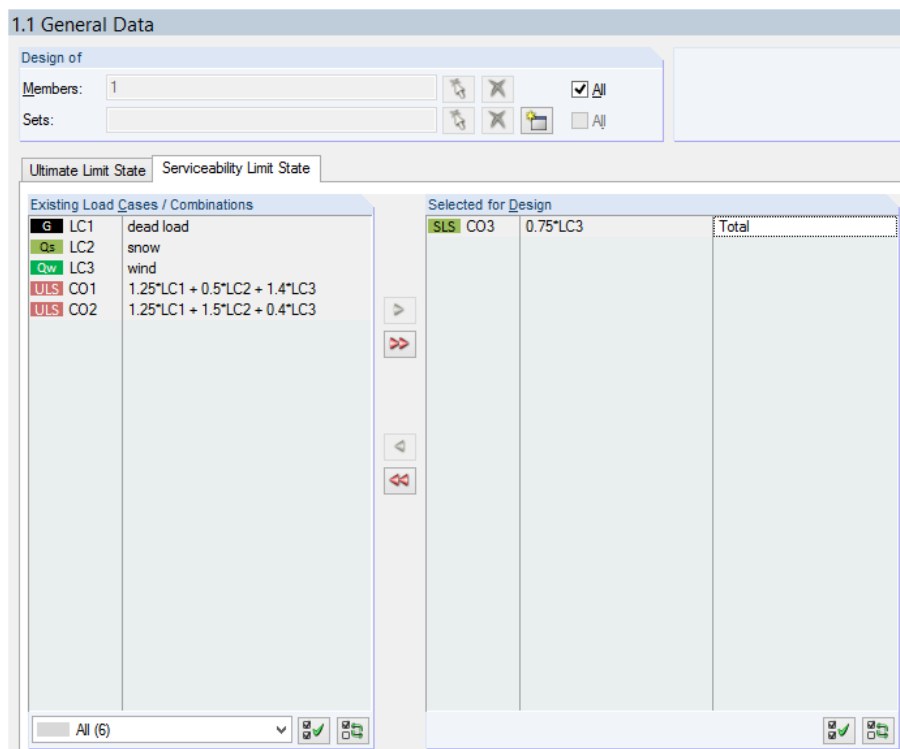 1.1 General Data
Design of
Members: 1 All
Sets: All
Ultimate Limit State Serviceability Limit State
Existing Load Cases / Combinations
G LC1 dead load
Qs LC2 snow
Qw LC3 wind
ULS CO1 1.25*LC1 + 0.5*LC2 + 1.4*LC3
ULS CO2 1.25*LC1 + 1.5*LC2 + 0.4*LC3
All (6)
Selected for Design
SLS CO3 0.75*LC3 Total